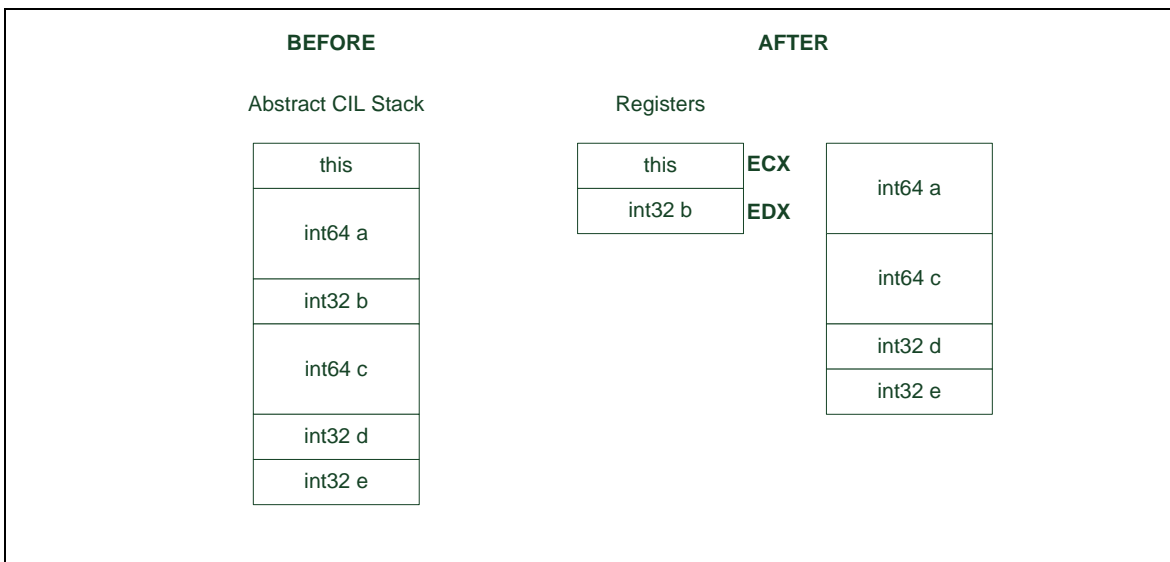 BEFORE
AFTER
Abstract CIL Stack
Registers
this
int64 a
int32 b
int64 c
int32 d
int32 e
this
ECX
int32 b
EDX
int64 a
int64 c
int32 d
int32 e